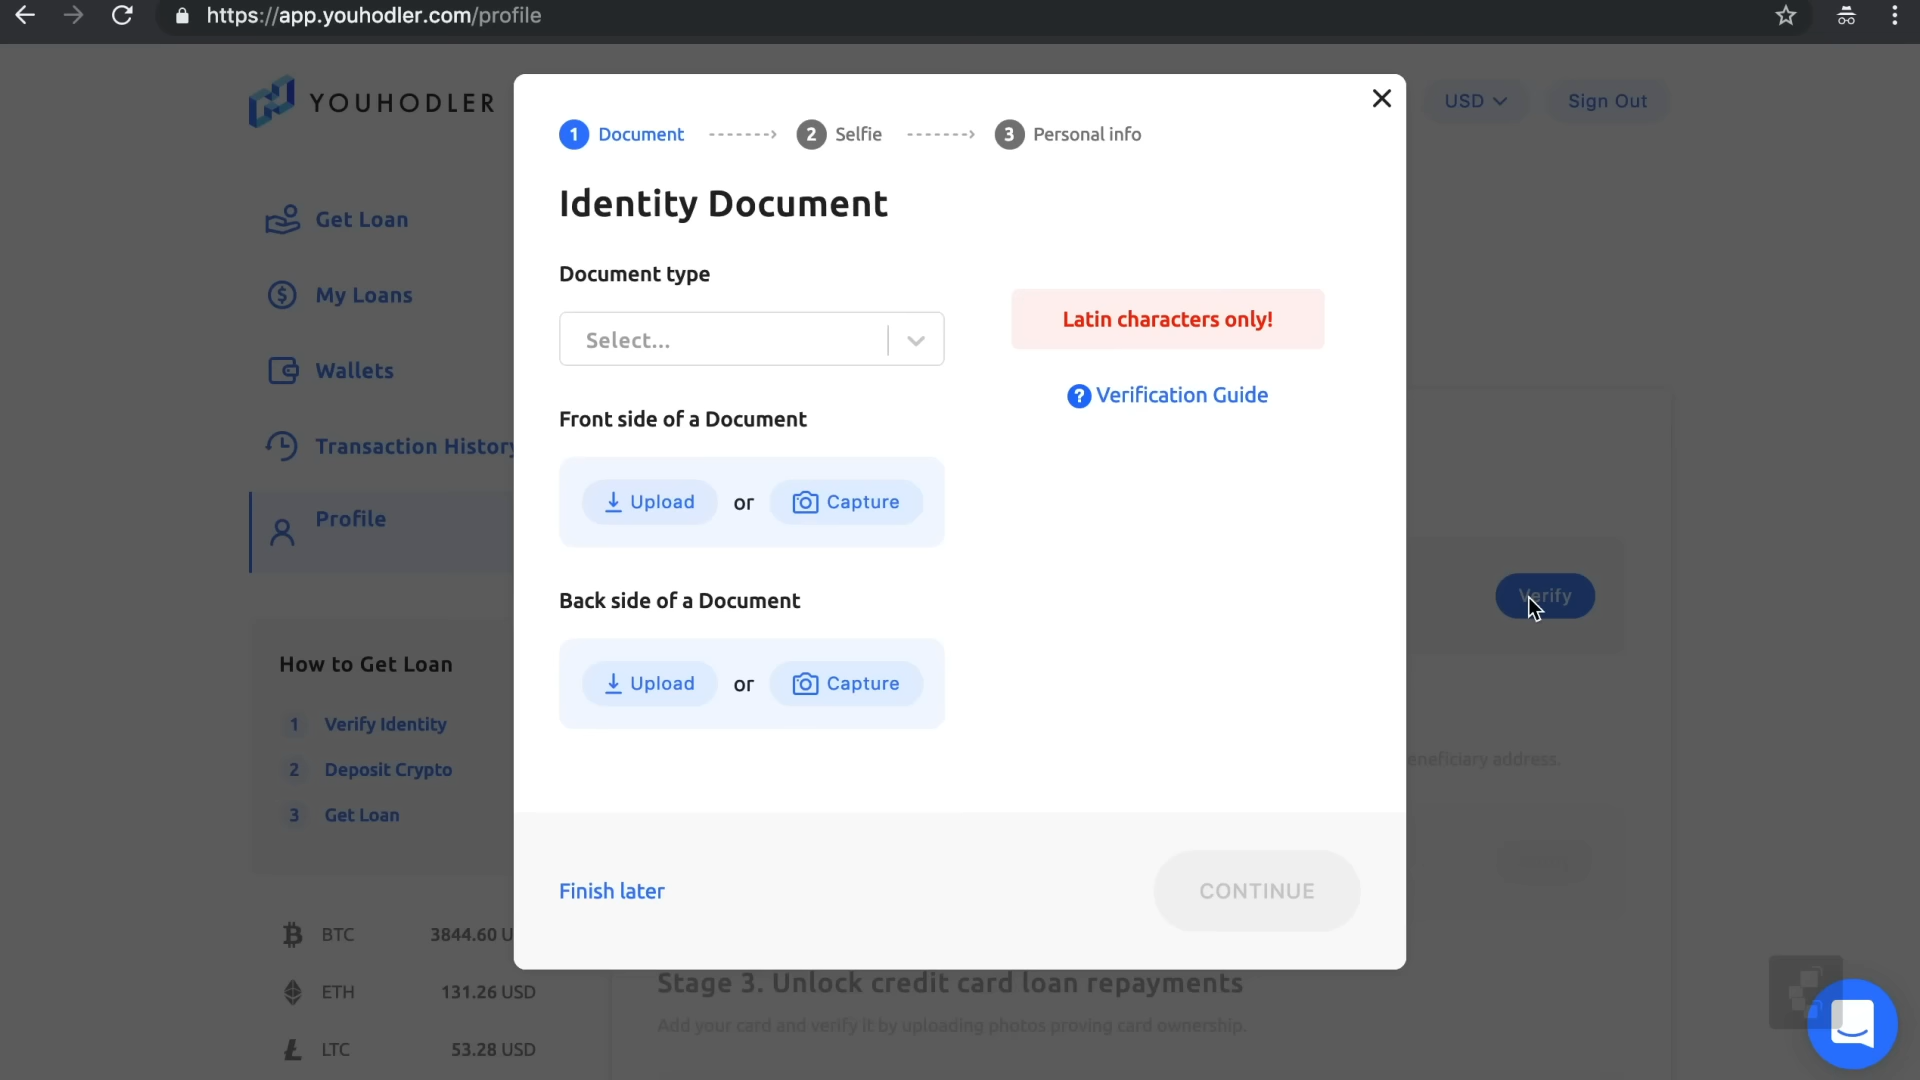 https://app.youhodler.com/profile
YOUHODLER
USD
Sign Out
Get Loan
My Loans
Wallets
Transaction History
Profile
How to Get Loan
1 Verify Identity
2 Deposit Crypto
3 Get Loan
BTC 3844.60 U
ETH 131.26 USD
LTC 53.28 USD
1 Document
2 Selfie
3 Personal info
Identity Document
Document type
Select...
Latin characters only!
? Verification Guide
Front side of a Document
Upload or Capture
Back side of a Document
Upload or Capture
Finish later
CONTINUE
Verify
eneficiary address.
Stage 3. Unlock credit card loan repayments
Add your card and verify it by uploading photos proving card ownership.